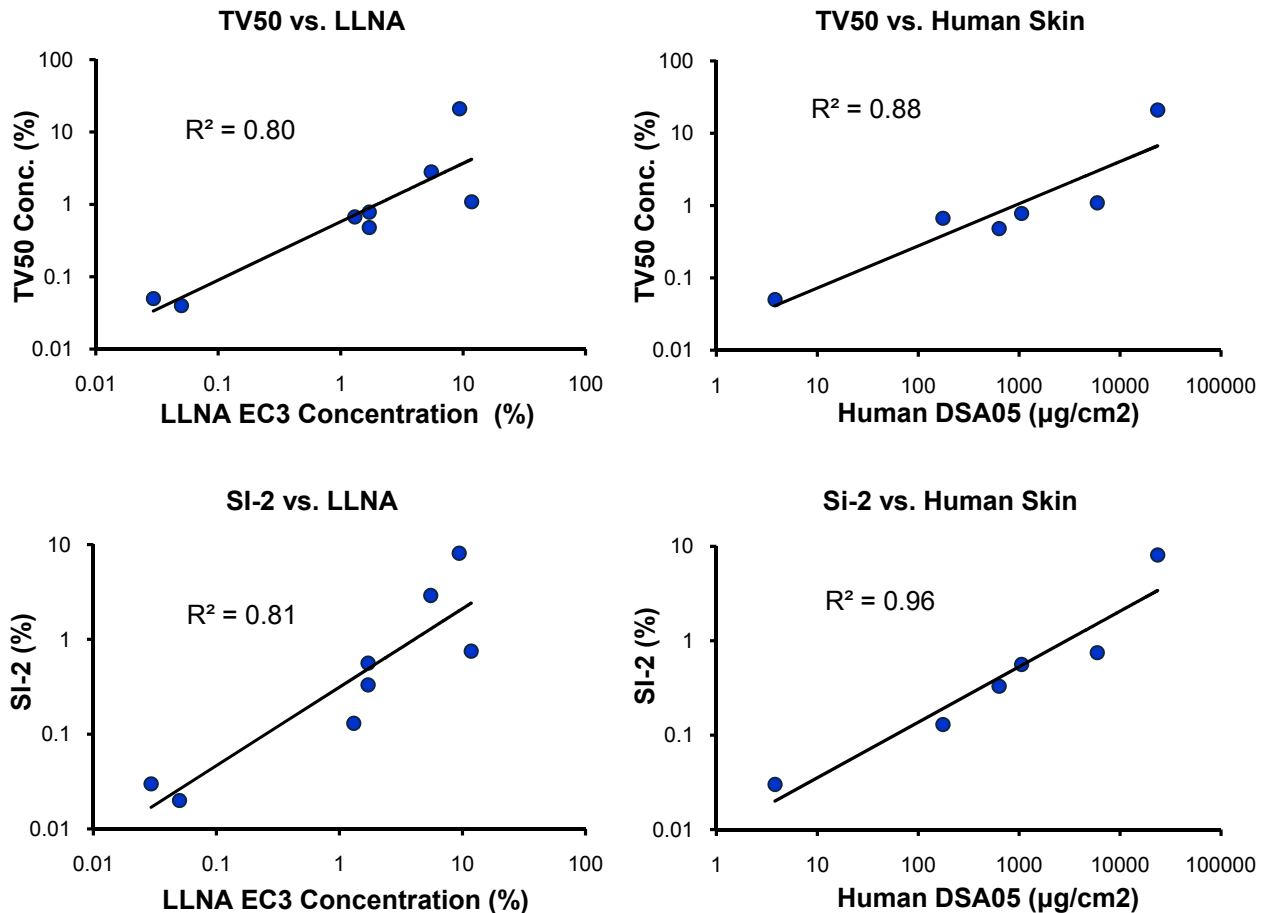 TV50 vs. LLNA
100
10
1
0.1
0.01
R² = 0.80
TV50 Conc. (%)
0.01 0.1 1 10 100
LLNA EC3 Concentration (%)
TV50 vs. Human Skin
100
10
1
0.1
0.01
R² = 0.88
TV50 Conc. (%)
1 10 100 1000 10000 100000
Human DSA05 (µg/cm2)
SI-2 vs. LLNA
10
1
0.1
0.01
R² = 0.81
SI-2 (%)
0.01 0.1 1 10 100
LLNA EC3 Concentration (%)
Si-2 vs. Human Skin
10
1
0.1
0.01
R² = 0.96
SI-2 (%)
1 10 100 1000 10000 100000
Human DSA05 (µg/cm2)